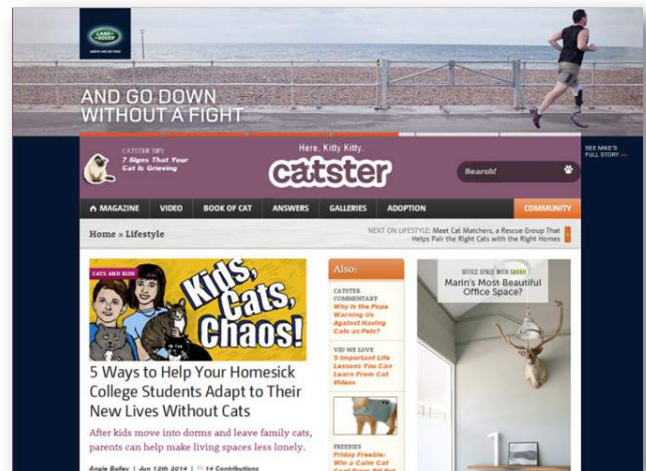 LAND-
-ROVER
AND GO DOWN
WITHOUT A FIGHT
SEE MIKE'S
FULL STORY
CATSTER TIPS
7 Signs That Your
Cat Is Grieving
Here, Kitty Kitty.
catster
Search!
MAGAZINE VIDEO BOOK OF CAT ANSWERS GALLERIES ADOPTION COMMUNITY
Home » Lifestyle
NEXT ON LIFESTYLE: Meet Cat Matchers, a Rescue Group That
Helps Pair the Right Cats with the Right Homes
CATS AND KIDS
Kids,
Cats,
Chaos!
5 Ways to Help Your Homesick
College Students Adapt to Their
New Lives Without Cats
After kids move into dorms and leave family cats,
parents can help make living spaces less lonely.
Angie Bailey | Jun 12th 2014 | 14 Contributions
Also:
CATSTER
COMMENTARY
Why Is the Pope
Warning Us
Against Having
Cats as Pets?
VID WE LOVE
5 Important Life
Lessons You Can
Learn From Cat
Videos
FREEBIES
Friday Freebie:
Win a Calm Cat
OFFICE SPACE WITH SARAH
Marin's Most Beautiful
Office Space?